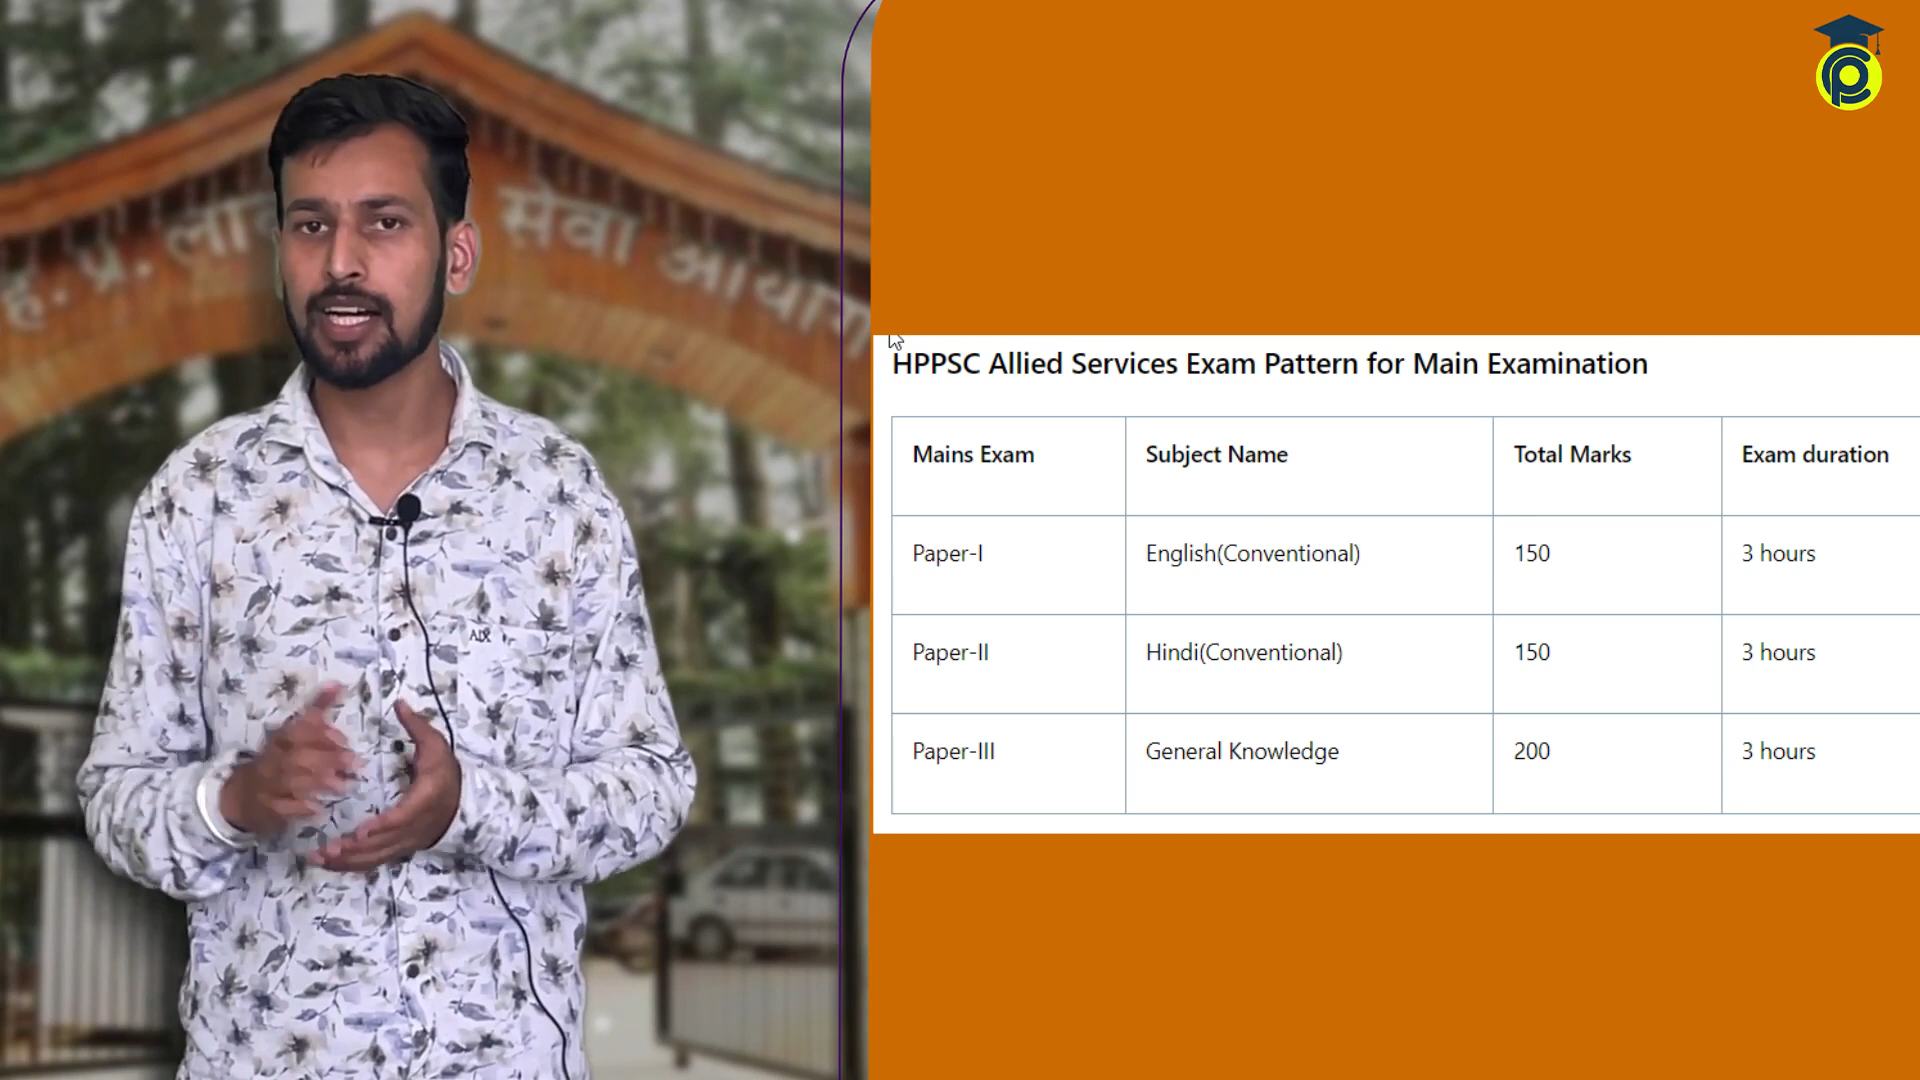 ह. प्र. लोक सेवा आयोग
HPPSC Allied Services Exam Pattern for Main Examination
Mains Exam Subject Name Total Marks Exam duration
Paper-I English(Conventional) 150 3 hours
Paper-II Hindi(Conventional) 150 3 hours
Paper-III General Knowledge 200 3 hours